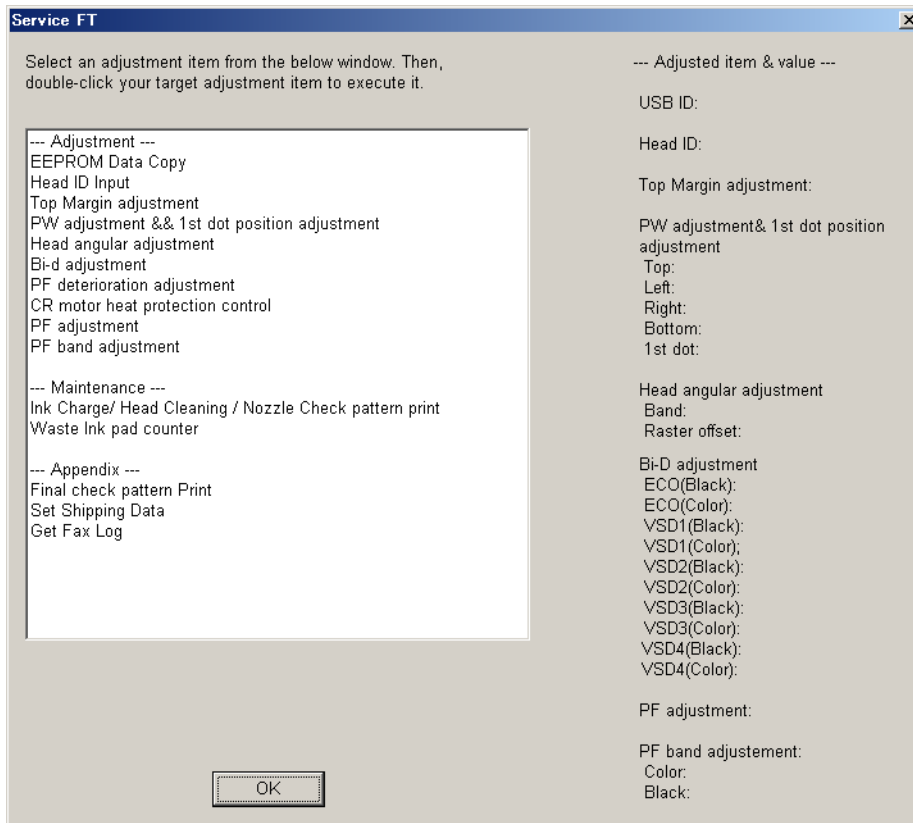 Service FT
Select an adjustment item from the below window. Then,
double-click your target adjustment item to execute it.
--- Adjustment ---
EEPROM Data Copy
Head ID Input
Top Margin adjustment
PW adjustment && 1st dot position adjustment
Head angular adjustment
Bi-d adjustment
PF deterioration adjustment
CR motor heat protection control
PF adjustment
PF band adjustment
--- Maintenance ---
Ink Charge/ Head Cleaning / Nozzle Check pattern print
Waste Ink pad counter
--- Appendix ---
Final check pattern Print
Set Shipping Data
Get Fax Log
OK
--- Adjusted item & value ---
USB ID:
Head ID:
Top Margin adjustment:
PW adjustment& 1st dot position
adjustment
Top:
Left:
Right:
Bottom:
1st dot:
Head angular adjustment
Band:
Raster offset:
Bi-D adjustment
ECO(Black):
ECO(Color):
VSD1(Black):
VSD1(Color);
VSD2(Black):
VSD2(Color):
VSD3(Black):
VSD3(Color):
VSD4(Black):
VSD4(Color):
PF adjustment:
PF band adjustement:
Color:
Black: